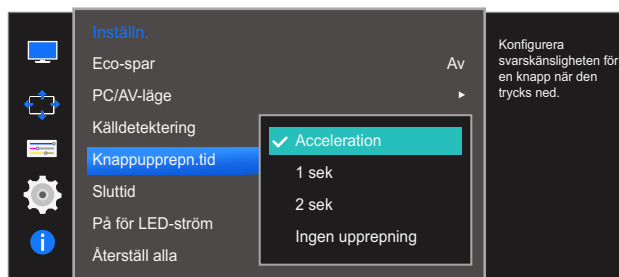 Inställn.
Eco-spar Av
PC/AV-läge
Källdetektering
Knappupprepn.tid
Sluttid
På för LED-ström
Återställ alla
Acceleration
1 sek
2 sek
Ingen upprepning
Konfigurera
svarskänsligheten för
en knapp när den
trycks ned.